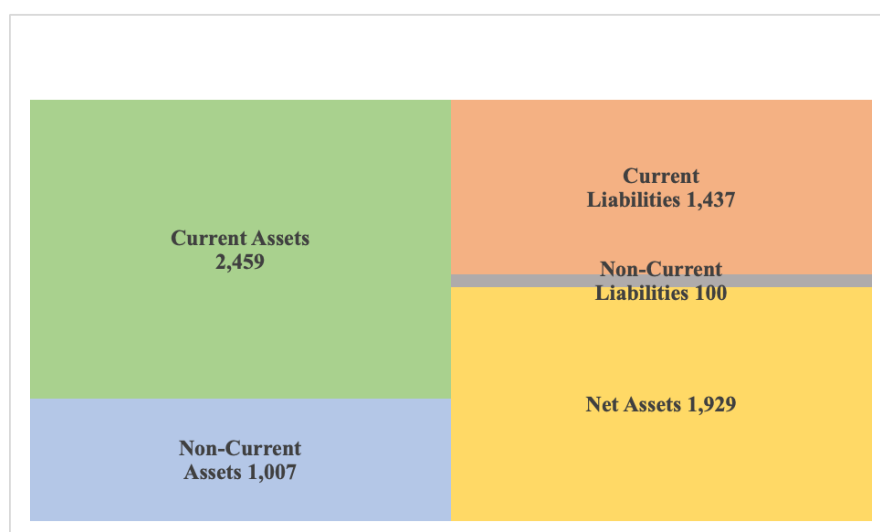 Current Assets
2,459
Non-Current
Assets 1,007
Current
Liabilities 1,437
Non-Current
Liabilities 100
Net Assets 1,929